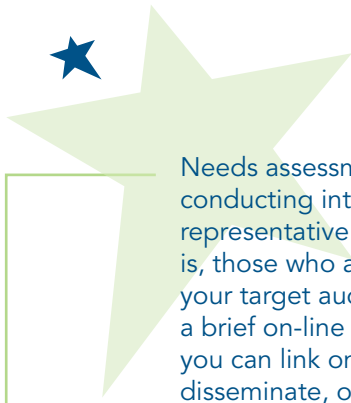 Needs assessm
conducting int
representative
is, those who a
your target aud
a brief on-line
you can link or
disseminate, o